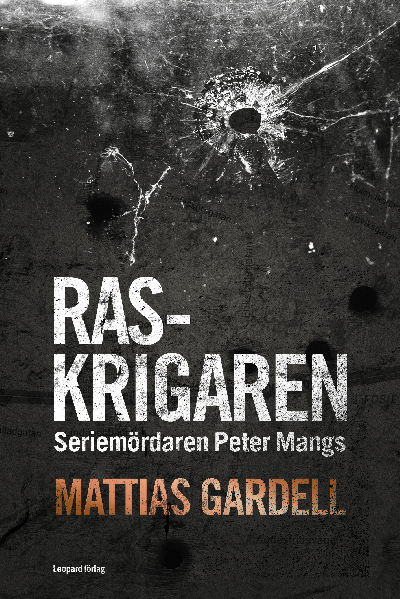 RAS-
KRIGAREN
Seriemördaren Peter Mangs
MATTIAS GARDELL
Leopard förlag